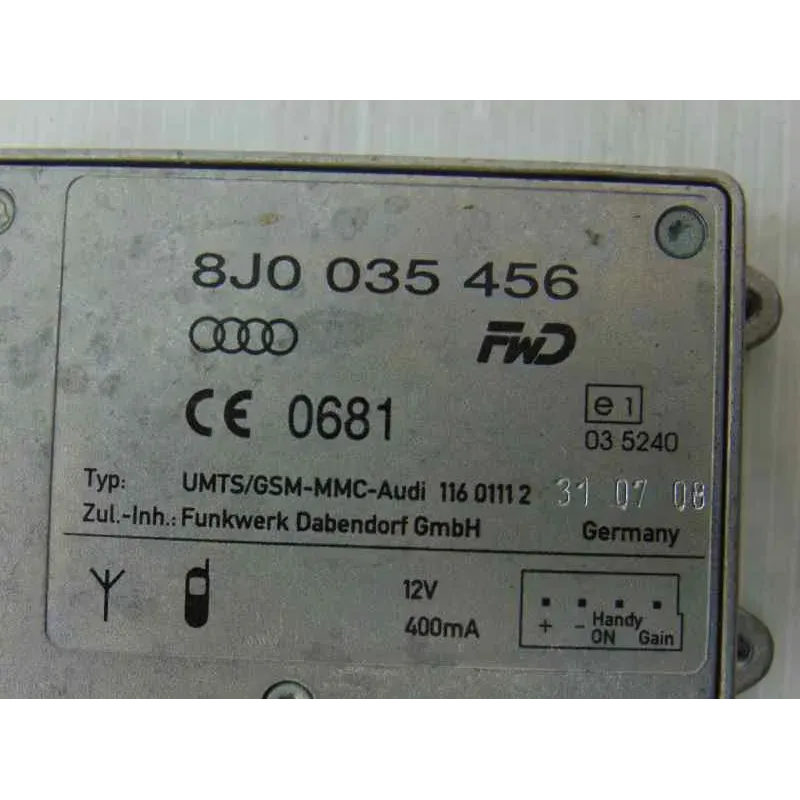 8J0 035 456
FWD
CE 0681
e1
03 5240
Typ: UMTS/GSM-MMC-Audi 116 0111 2 31 07 08
Zul.-Inh.: Funkwerk Dabendorf GmbH Germany
12V
400mA
+ - Handy ON Gain